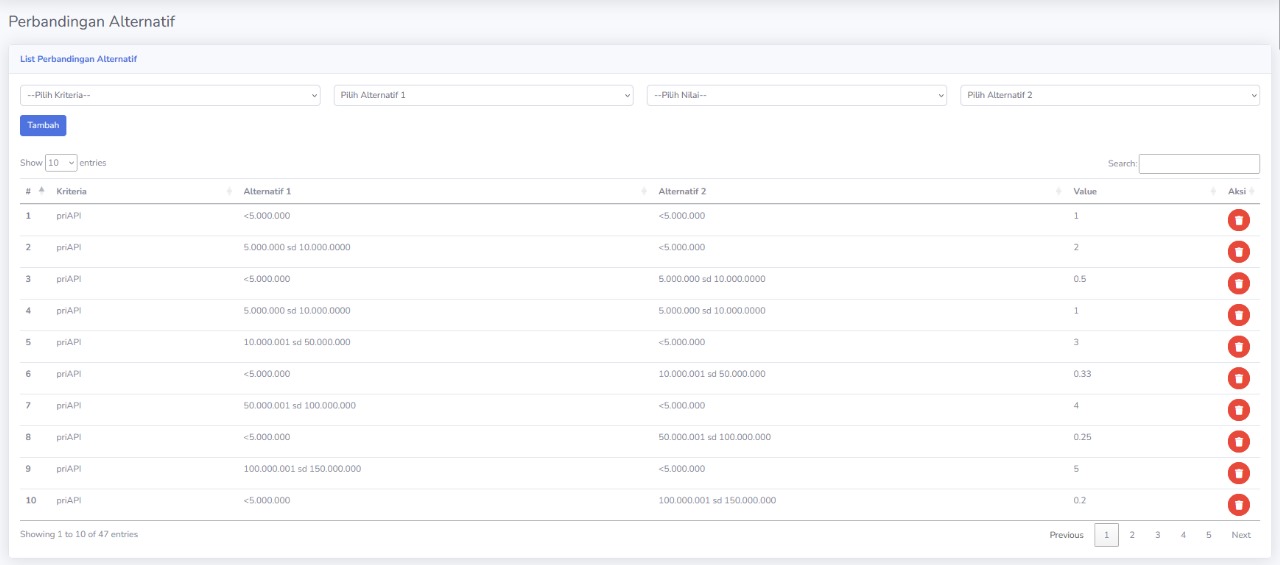 Perbandingan Alternatif
List Perbandingan Alternatif
--Pilih Kriteria-- Pilih Alternatif 1 --Pilih Nilai-- Pilih Alternatif 2
Tambah
Show 10 entries Search:
# Kriteria Alternatif 1 Alternatif 2 Value Aksi
1 priAPI <5.000.000 <5.000.000 1
2 priAPI 5.000.000 sd 10.000.0000 <5.000.000 2
3 priAPI <5.000.000 5.000.000 sd 10.000.0000 0.5
4 priAPI 5.000.000 sd 10.000.0000 5.000.000 sd 10.000.0000 1
5 priAPI 10.000.001 sd 50.000.000 <5.000.000 3
6 priAPI <5.000.000 10.000.001 sd 50.000.000 0.33
7 priAPI 50.000.001 sd 100.000.000 <5.000.000 4
8 priAPI <5.000.000 50.000.001 sd 100.000.000 0.25
9 priAPI 100.000.001 sd 150.000.000 <5.000.000 5
10 priAPI <5.000.000 100.000.001 sd 150.000.000 0.2
Showing 1 to 10 of 47 entries Previous 1 2 3 4 5 Next